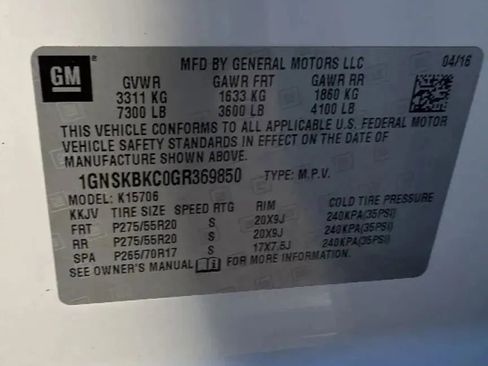 GM
MFD BY GENERAL MOTORS LLC 04/16
GVWR GAWR FRT GAWR RR
3311 KG 1633 KG 1860 KG
7300 LB 3600 LB 4100 LB
THIS VEHICLE CONFORMS TO ALL APPLICABLE U.S. FEDERAL MOTOR
VEHICLE SAFETY STANDARDS IN EFFECT ON THE DATE OF
MANUFACTURE SHOWN ABOVE.
1GNSKBKC0GR369850 TYPE: M.P.V.
MODEL: K15706
KKJV TIRE SIZE SPEED RTG RIM COLD TIRE PRESSURE
FRT P275/55R20 S 20X9J 240KPA(35PSI)
RR P275/55R20 S 20X9J 240KPA(35PSI)
SPA P265/70R17 S 17X7.5J 240KPA(35PSI)
SEE OWNER'S MANUAL FOR MORE INFORMATION.